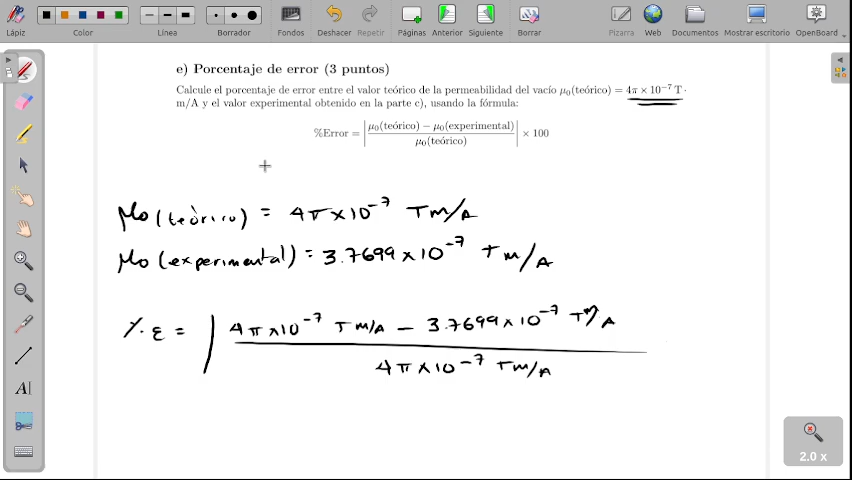 Lápiz Color Línea Borrador Fondos Deshacer Repetir Páginas Anterior Siguiente Borrar Pizarra Web Documentos Mostrar escritorio OpenBoard
e) Porcentaje de error (3 puntos)
Calcule el porcentaje de error entre el valor teórico de la permeabilidad del vacío μ₀(teórico) = 4π × 10⁻⁷ T·
m/A y el valor experimental obtenido en la parte c), usando la fórmula:
%Error = | μ₀(teórico) − μ₀(experimental) / μ₀(teórico) | × 100
μ₀ (teòrico) = 4π×10⁻⁷ Tm/A
μ₀ (experimental) = 3.7699×10⁻⁷ Tm/A
% ε = | 4π×10⁻⁷ Tm/A − 3.7699×10⁻⁷ Tm/A
4π×10⁻⁷ Tm/A
A
2.0 x